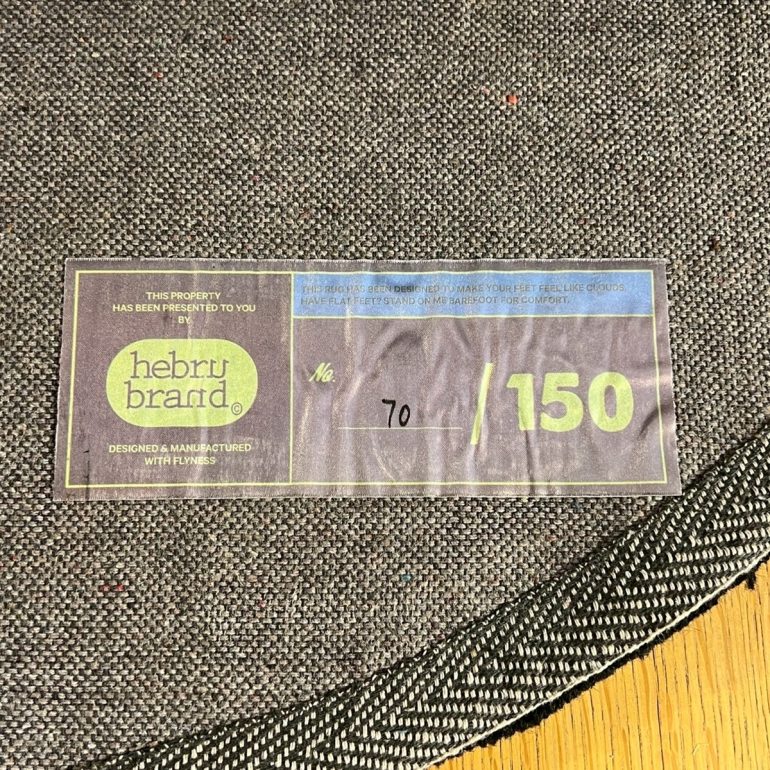 THIS PROPERTY
HAS BEEN PRESENTED TO YOU
BY
hebru
brand©
DESIGNED & MANUFACTURED
WITH FLYNESS
THIS RUG HAS BEEN DESIGNED TO MAKE YOUR FEET FEEL LIKE CLOUDS.
HAVE FLAT FEET? STAND ON ME BAREFOOT FOR COMFORT.
No. 70 / 150